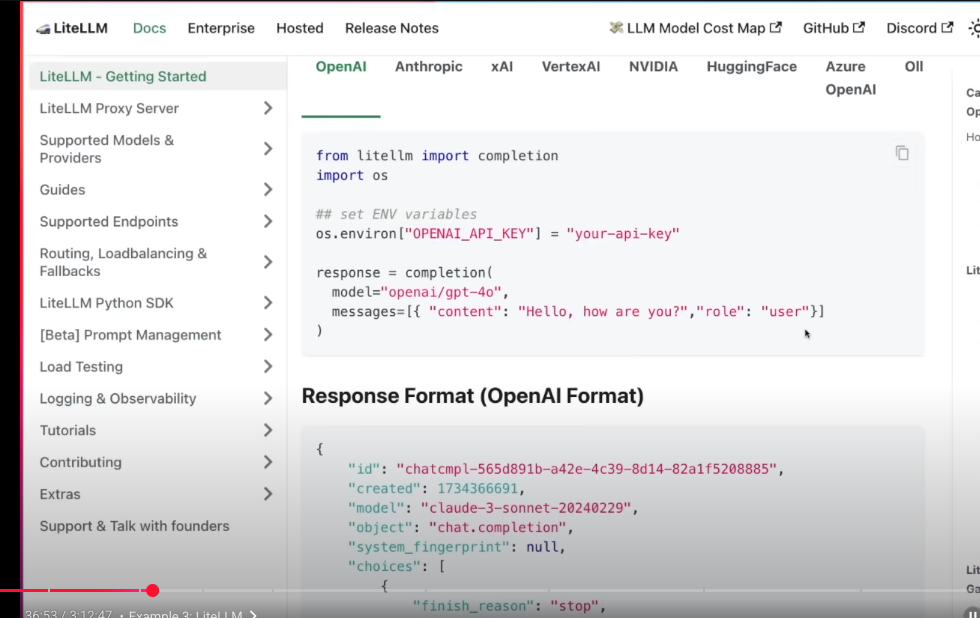 LiteLLM Docs Enterprise Hosted Release Notes 💸 LLM Model Cost Map GitHub Discord
LiteLLM - Getting Started
LiteLLM Proxy Server
Supported Models &
Providers
Guides
Supported Endpoints
Routing, Loadbalancing &
Fallbacks
LiteLLM Python SDK
[Beta] Prompt Management
Load Testing
Logging & Observability
Tutorials
Contributing
Extras
Support & Talk with founders
OpenAI Anthropic xAI VertexAI NVIDIA HuggingFace Azure Oll
OpenAI
from litellm import completion
import os
## set ENV variables
os.environ["OPENAI_API_KEY"] = "your-api-key"
response = completion(
  model="openai/gpt-4o",
  messages=[{ "content": "Hello, how are you?","role": "user"}]
)
Response Format (OpenAI Format)
{
    "id": "chatcmpl-565d891b-a42e-4c39-8d14-82a1f5208885",
    "created": 1734366691,
    "model": "claude-3-sonnet-20240229",
    "object": "chat.completion",
    "system_fingerprint": null,
    "choices": [
        {
            "finish_reason": "stop",
Ca
Op
Ho
Lit
Lit
Ga
36:53 / 3:12:47 • Example 3: LiteLLM